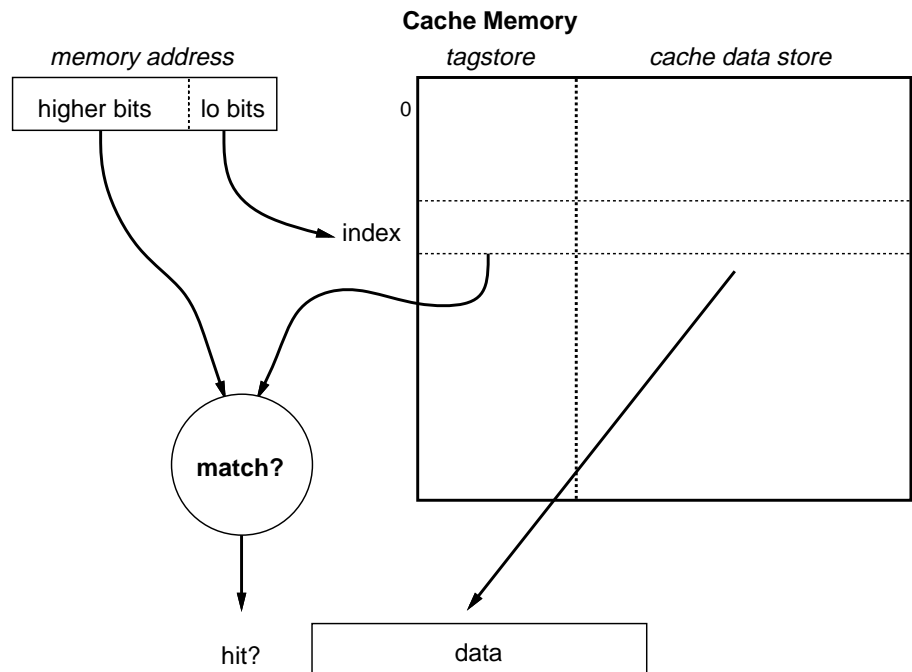 Cache Memory
memory address
tagstore
cache data store
higher bits
lo bits
0
index
match?
hit?
data